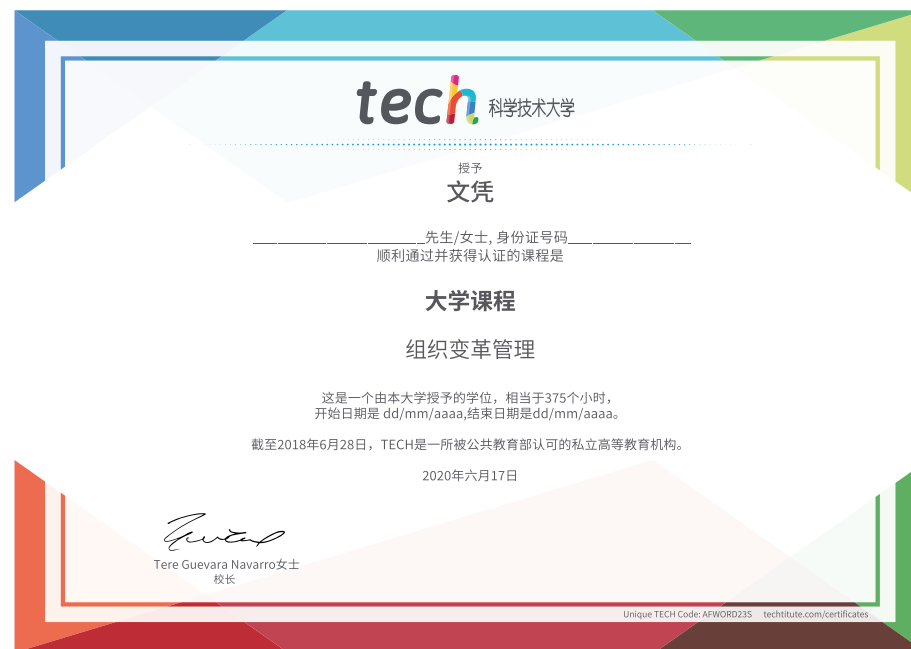 tech 科学技术大学
授予
文凭
______________________先生/女士, 身份证号码_______________
顺利通过并获得认证的课程是
大学课程
组织变革管理
这是一个由本大学授予的学位，相当于375个小时，
开始日期是 dd/mm/aaaa,结束日期是dd/mm/aaaa。
截至2018年6月28日，TECH是一所被公共教育部认可的私立高等教育机构。
2020年六月17日
Tere Guevara Navarro女士
校长
Unique TECH Code: AFWORD23S techtitute.com/certificates